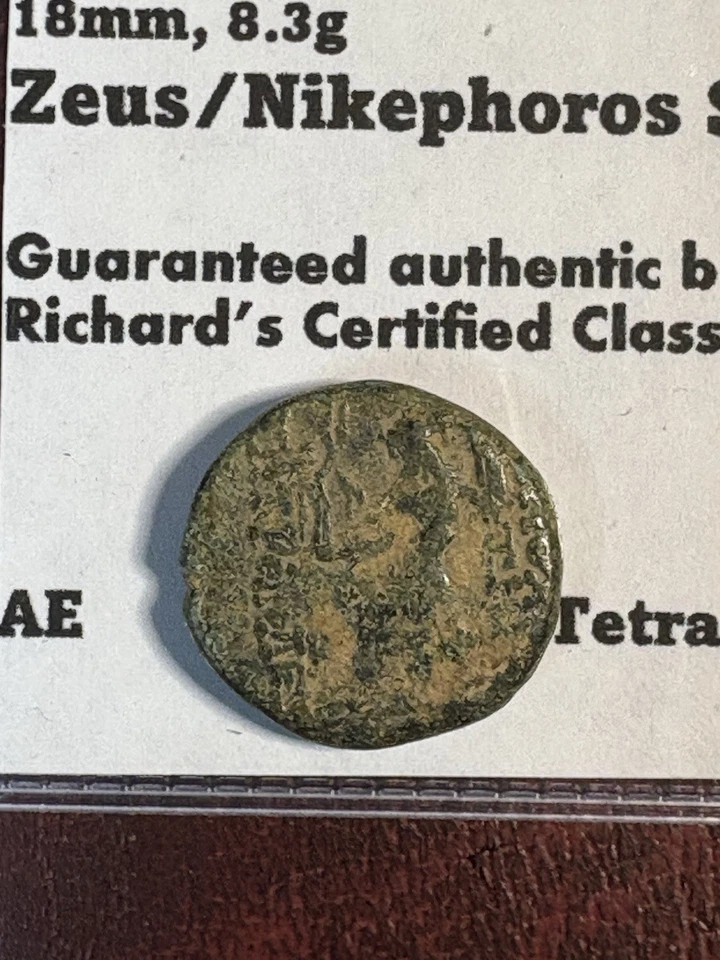 18mm, 8.3g
Zeus/Nikephoros
Guaranteed authentic b
Richard's Certified Class
AE Tetra